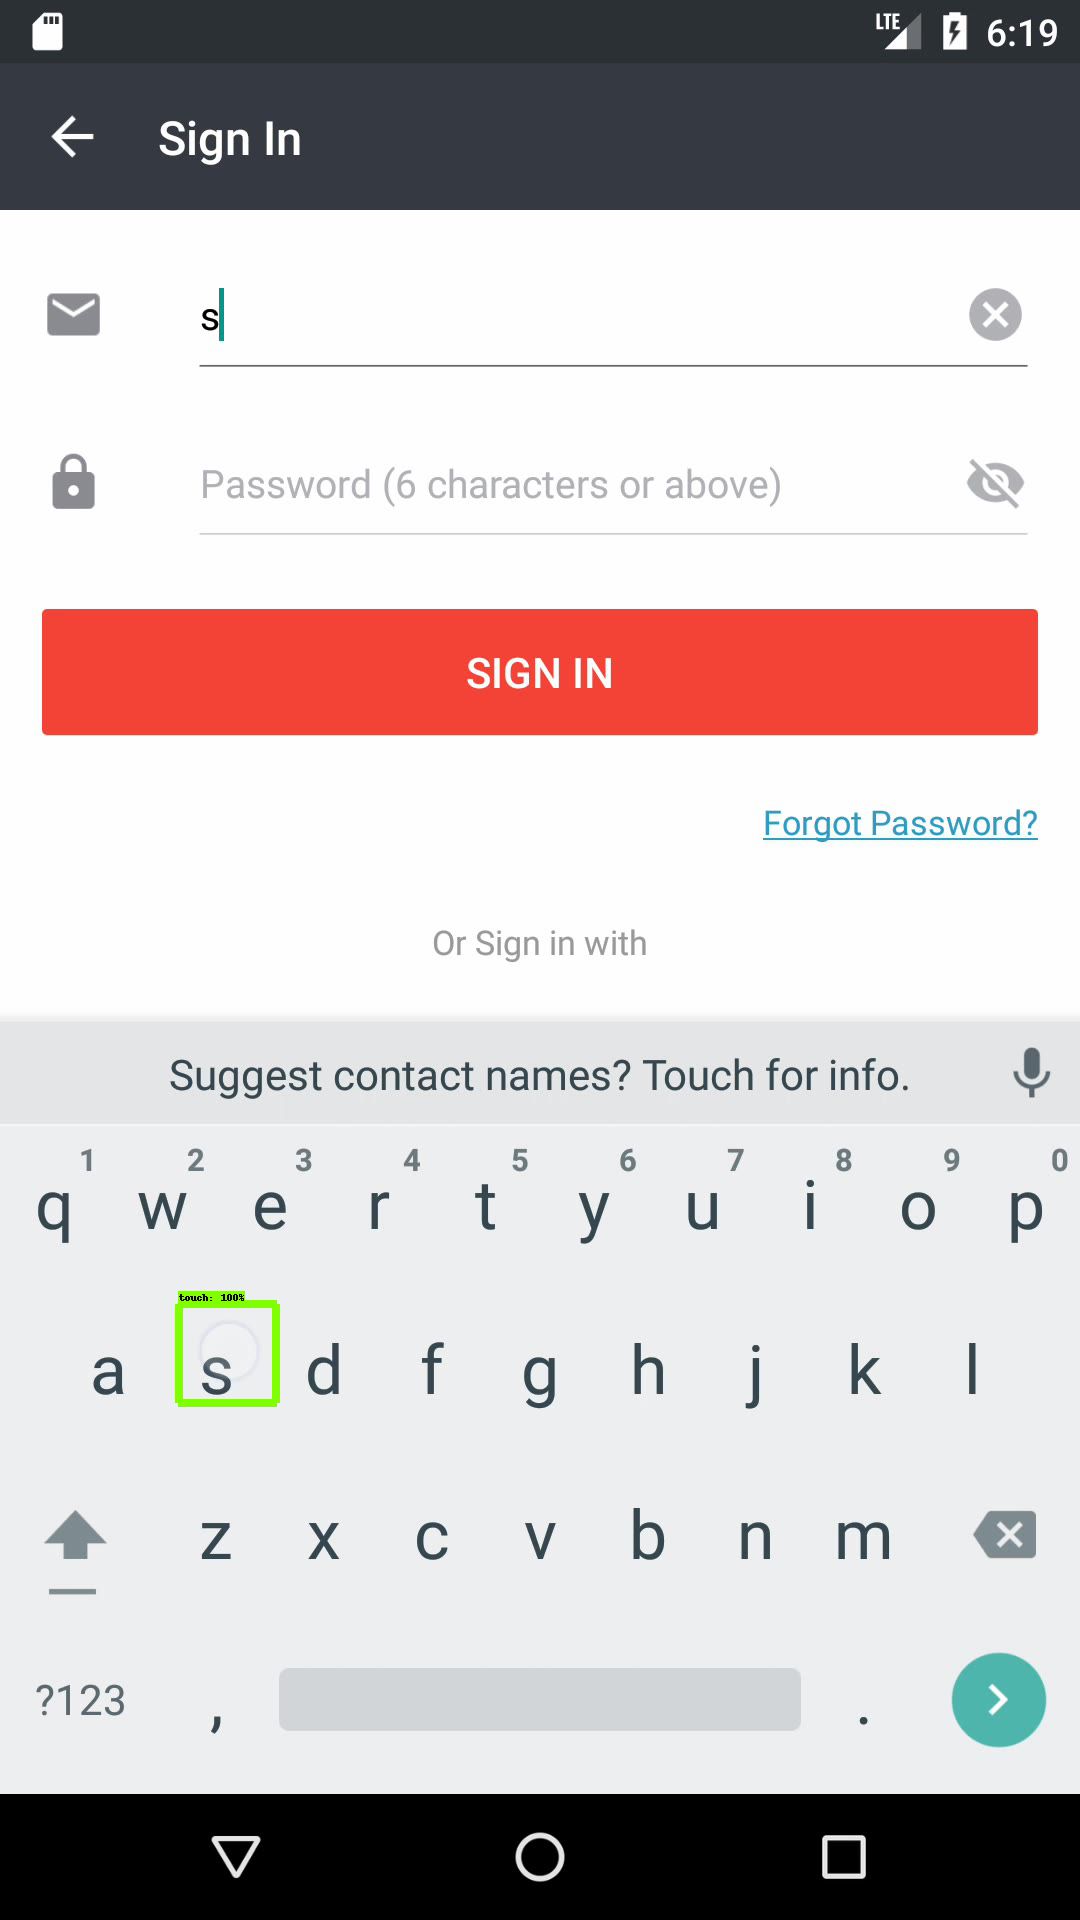 LTE 6:19
Sign In
s
Password (6 characters or above)
SIGN IN
Forgot Password?
Or Sign in with
Suggest contact names? Touch for info.
1 2 3 4 5 6 7 8 9 0
q w e r t y u i o p
touch: 100%
a s d f g h j k l
z x c v b n m
?123 , .